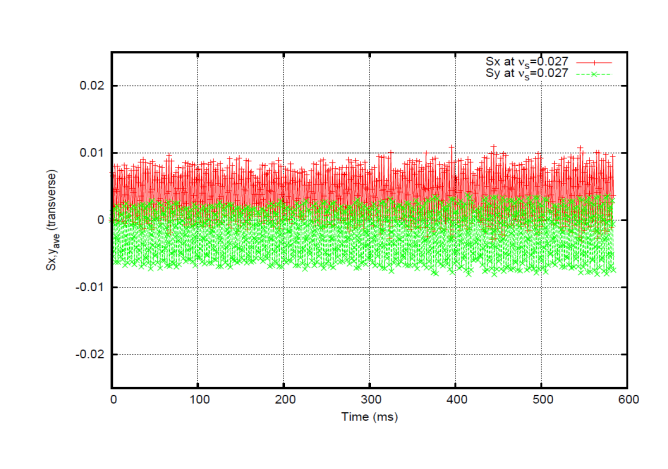 Sx at νs=0.027
Sy at νs=0.027
0.02
0.01
0
-0.01
-0.02
Sx,yave (transverse)
0 100 200 300 400 500 600
Time (ms)